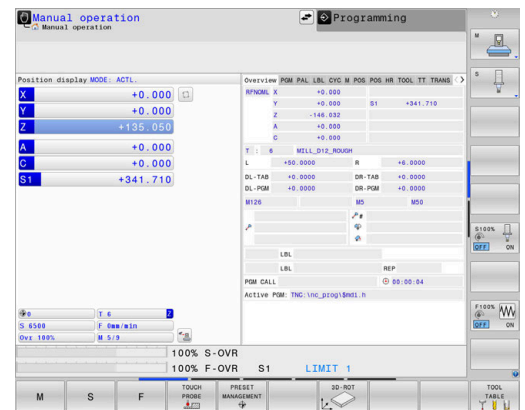 Manual operation
Manual operation
Programming
Position display MODE: ACTL.
X +0.000
Y +0.000
Z +135.050
A +0.000
C +0.000
S1 +341.710
Overview PGM PAL LBL CYC M POS POS HR TOOL TT TRANS
RFNOML X +0.000
Y +0.000 S1 +341.710
Z -146.032
A +0.000
C +0.000
T : 6 MILL_D12_ROUGH
L +50.0000 R +6.0000
DL-TAB +0.0000 DR-TAB +0.0000
DL-PGM +0.0000 DR-PGM +0.0000
M126 M5 M50
P
P#
LBL
LBL REP
PGM CALL 00:00:04
Active PGM: TNC:\nc_prog\$mdi.h
0 T 6 Z
S 6500 F 0mm/min
Ovr 100% M 5/9
100% S-OVR
100% F-OVR S1 LIMIT 1
M
S
S100%
OFF ON
F100%
OFF ON
M
S
F
TOUCH PROBE
PRESET MANAGEMENT
3D-ROT
TOOL TABLE